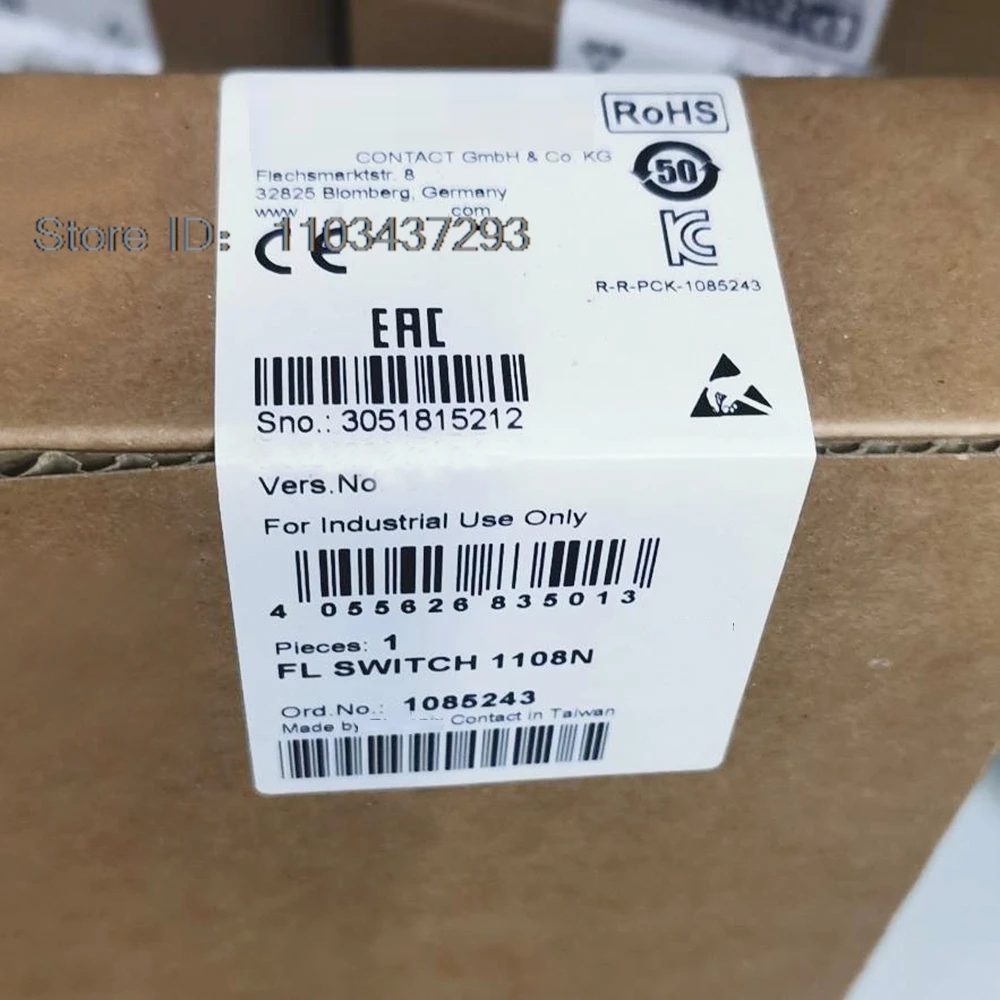 RoHS
CONTACT GmbH & Co. KG
Flachsmarktstr. 8
32825 Blomberg, Germany
www .com
50
Store ID: 1103437293
CE
R-R-PCK-1085243
EAC
Sno.: 3051815212
Vers.No
For Industrial Use Only
4 055626 835013
Pieces: 1
FL SWITCH 1108N
Ord.No.: 1085243
Made by Contact in Taiwan